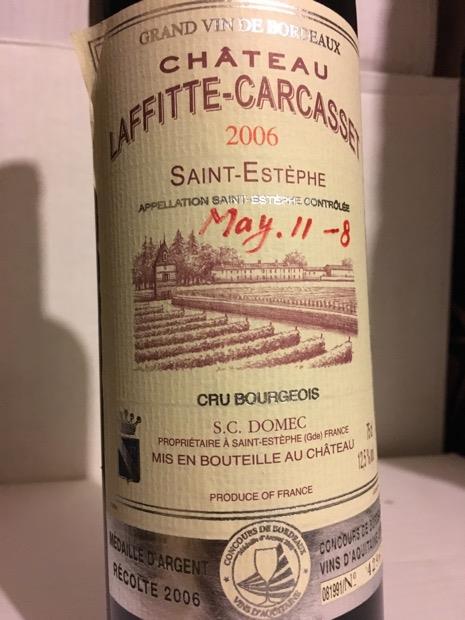 GRAND VIN DE BORDEAUX
CHÂTEAU
LAFFITTE-CARCASSET
2006
SAINT-ESTÈPHE
APPELLATION SAINT-ESTÈPHE CONTRÔLÉE
May. 11-8
CRU BOURGEOIS
S.C. DOMEC
PROPRIÉTAIRE À SAINT-ESTÈPHE (Gde) FRANCE
MIS EN BOUTEILLE AU CHÂTEAU
75cl
12,5%
PRODUCE OF FRANCE
MÉDAILLE D'ARGENT
RÉCOLTE 2006
CONCOURS DE BORDEAUX
VINS D'AQUITAINE
CONCOURS DE
VINS D'AQUITAINE
061991/N°